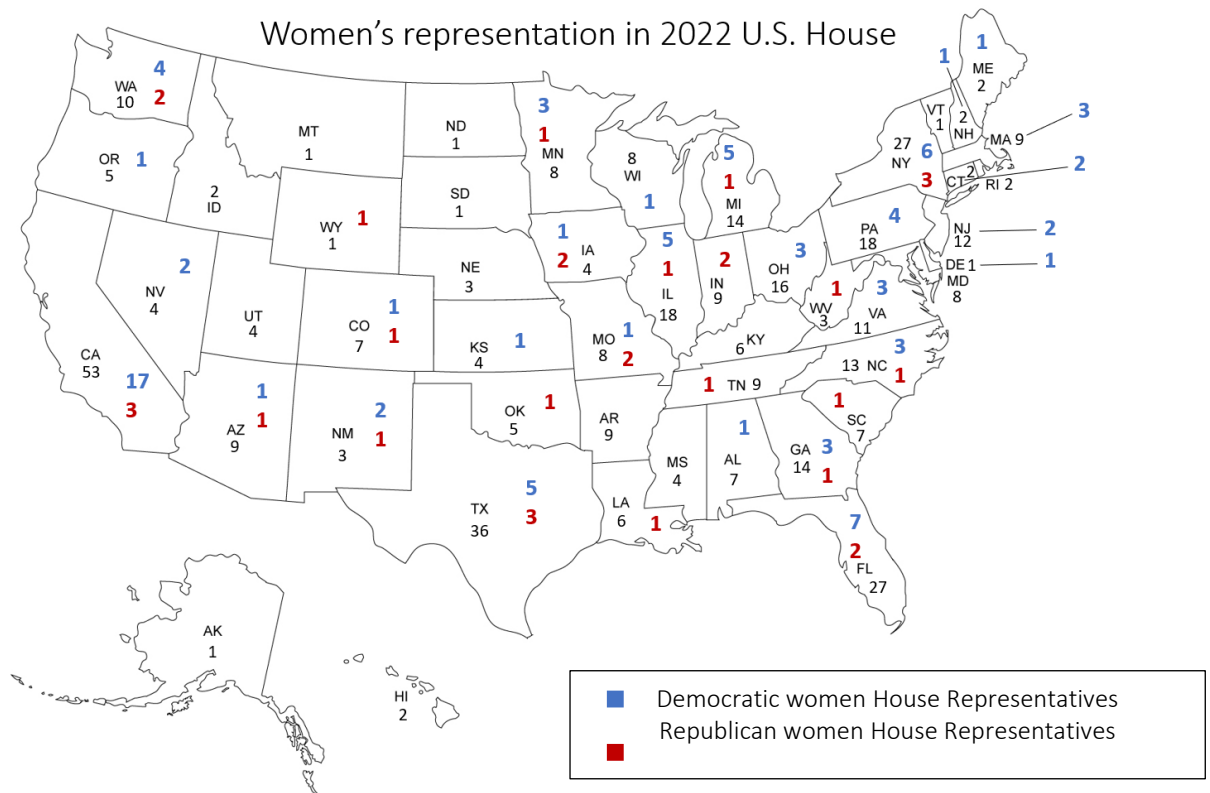 Women’s representation in 2022 U.S. House
WA
10
4
2
OR
5
1
MT
1
2
ID
WY
1
1
ND
1
SD
1
NE
3
NV
4
2
UT
4
CO
7
1
1
KS
4
1
CA
53
17
3
AZ
9
1
1
NM
3
2
1
OK
5
1
TX
36
5
3
3
1
MN
8
1
2
IA
4
1
2
MO
8
AR
9
LA
6
1
8
WI
1
5
1
MI
14
5
1
IL
18
2
IN
9
3
OH
16
6 KY
1
TN 9
MS
4
1
AL
7
3
1
GA
14
7
2
FL
27
1
SC
7
3
1
13 NC
3
VA
11
1
WV
3
4
PA
18
27
NY
6
3
VT
1
1
2
NH
1
ME
2
MA 9
3
CT
2
2
RI 2
NJ
12
2
DE 1
1
MD
8
AK
1
HI
2
Democratic women House Representatives
Republican women House Representatives